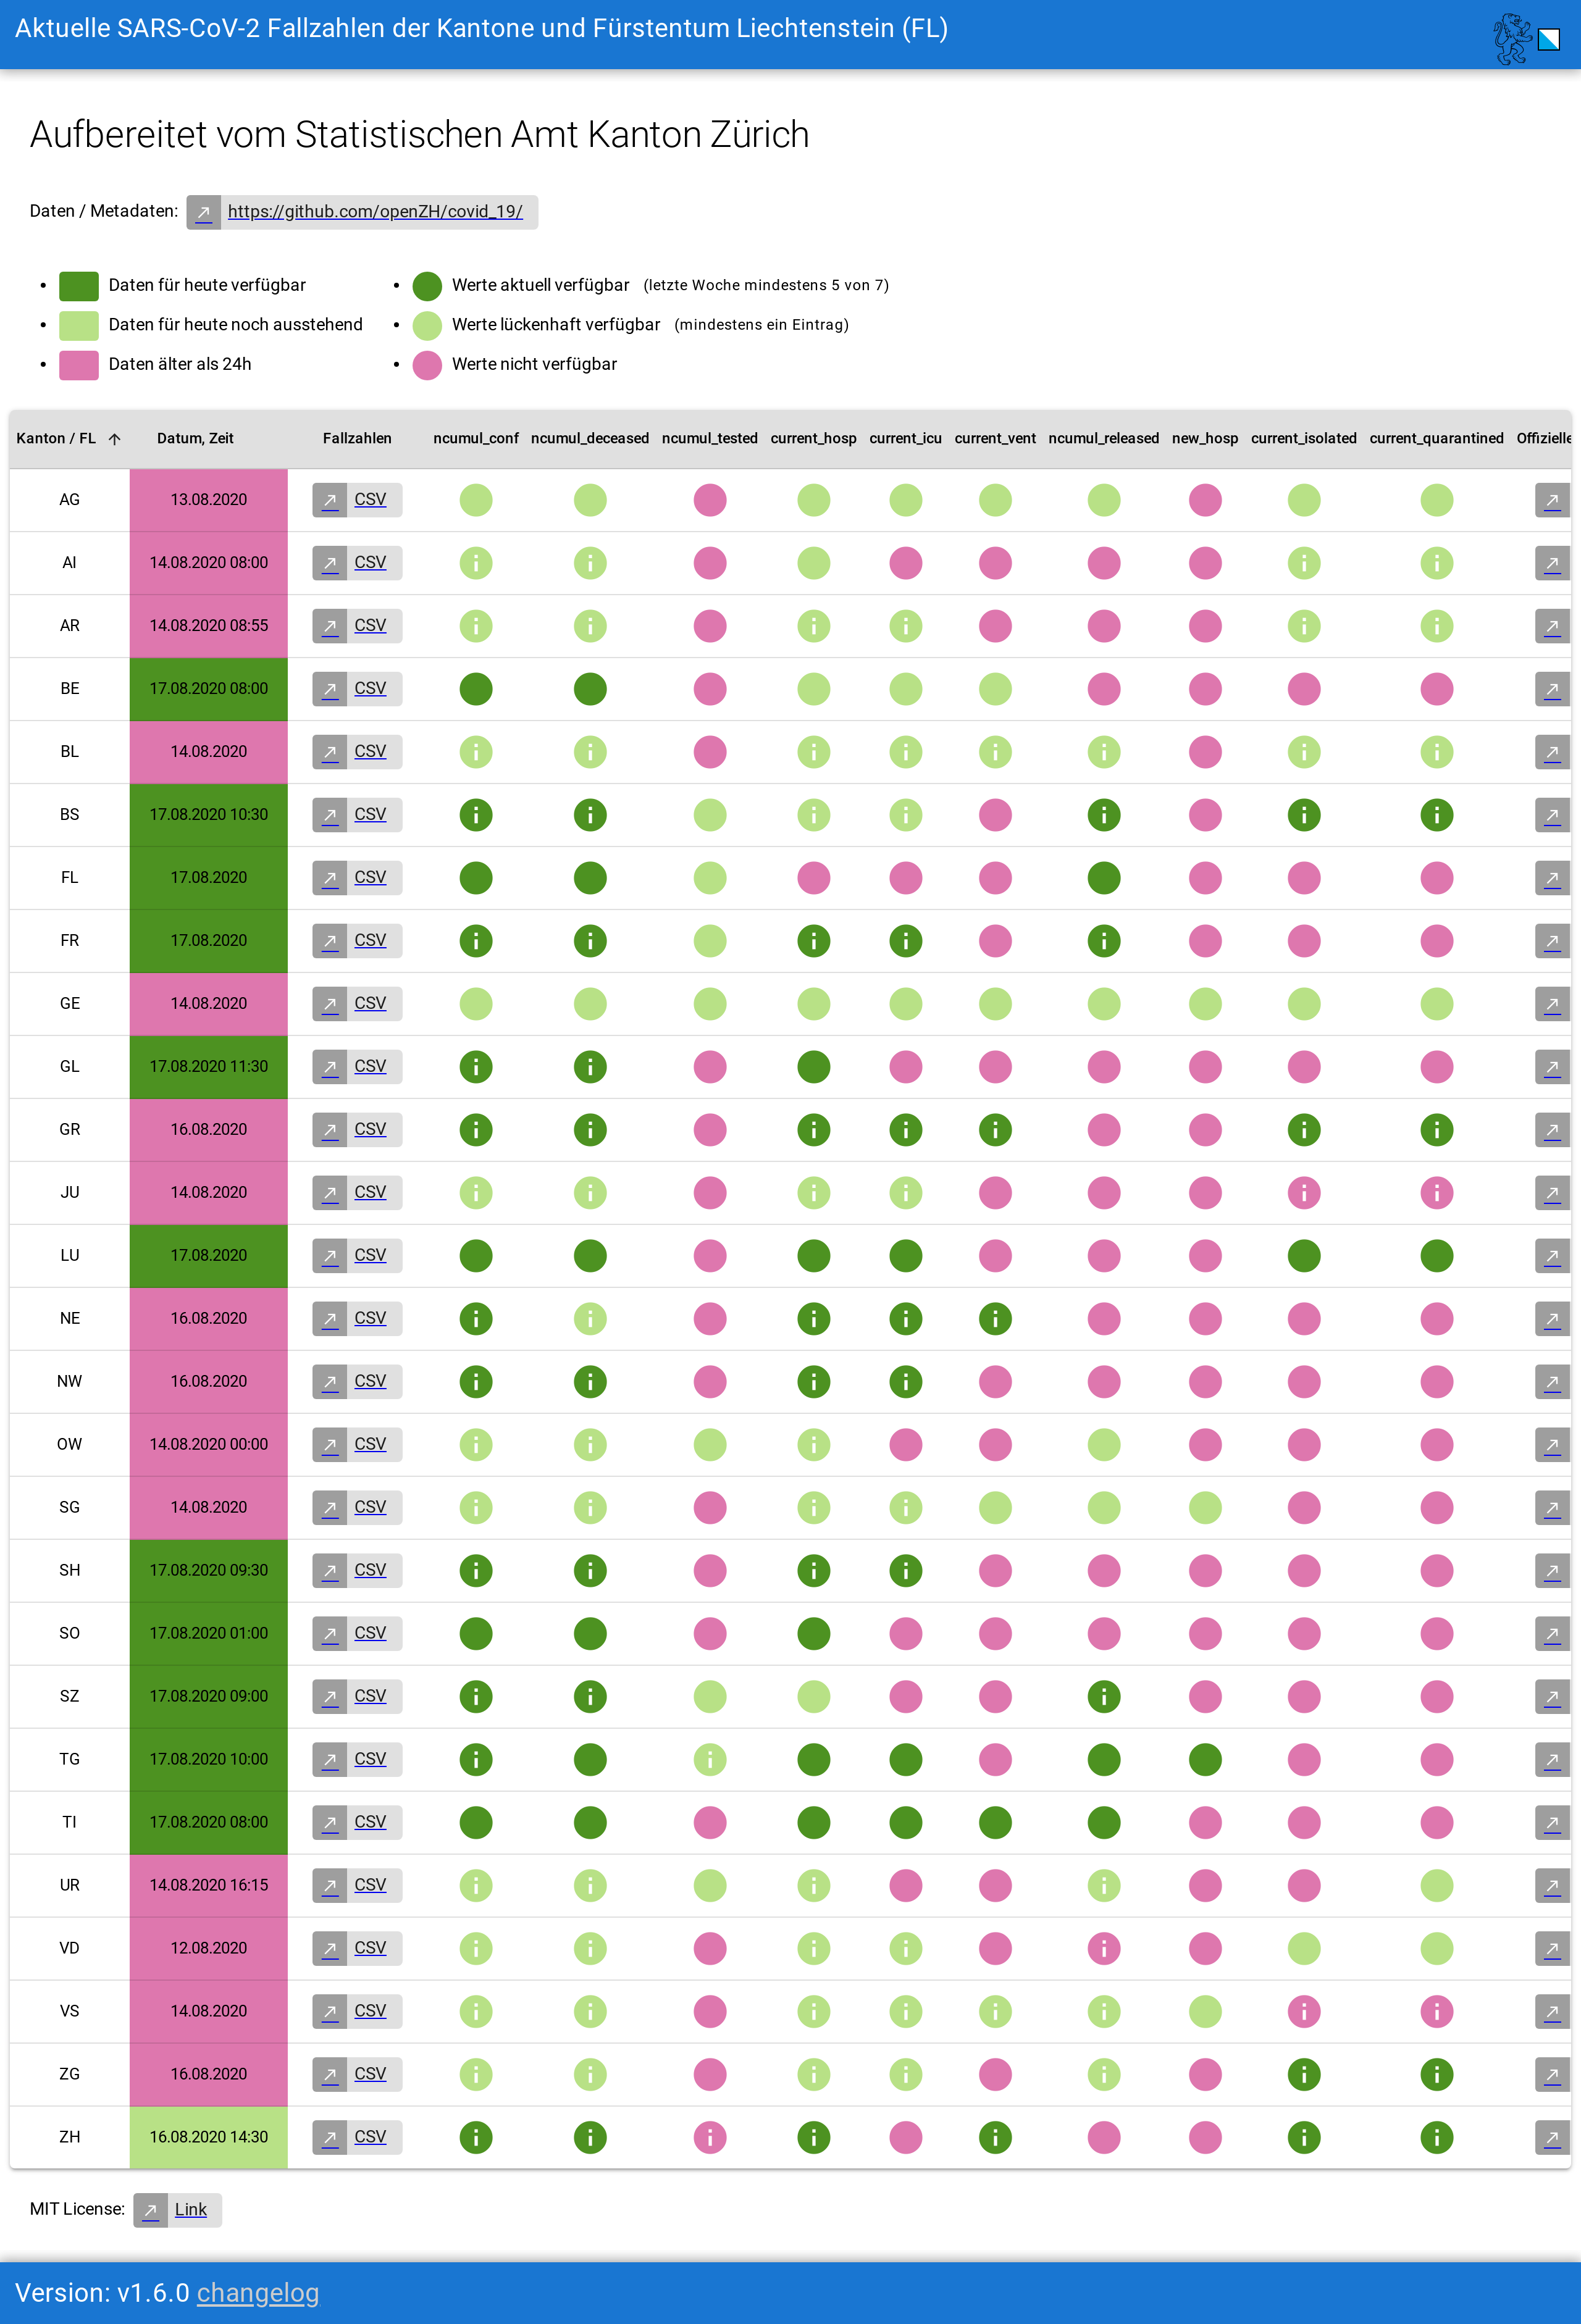 Aktuelle SARS-CoV-2 Fallzahlen der Kantone und Fürstentum Liechtenstein (FL)
Aufbereitet vom Statistischen Amt Kanton Zürich
Daten / Metadaten: https://github.com/openZH/covid_19/
Daten für heute verfügbar
Daten für heute noch ausstehend
Daten älter als 24h
Werte aktuell verfügbar (letzte Woche mindestens 5 von 7)
Werte lückenhaft verfügbar (mindestens ein Eintrag)
Werte nicht verfügbar
Kanton / FL Datum, Zeit Fallzahlen ncumul_conf ncumul_deceased ncumul_tested current_hosp current_icu current_vent ncumul_released new_hosp current_isolated current_quarantined Offizielle
AG 13.08.2020 CSV
AI 14.08.2020 08:00 CSV
AR 14.08.2020 08:55 CSV
BE 17.08.2020 08:00 CSV
BL 14.08.2020 CSV
BS 17.08.2020 10:30 CSV
FL 17.08.2020 CSV
FR 17.08.2020 CSV
GE 14.08.2020 CSV
GL 17.08.2020 11:30 CSV
GR 16.08.2020 CSV
JU 14.08.2020 CSV
LU 17.08.2020 CSV
NE 16.08.2020 CSV
NW 16.08.2020 CSV
OW 14.08.2020 00:00 CSV
SG 14.08.2020 CSV
SH 17.08.2020 09:30 CSV
SO 17.08.2020 01:00 CSV
SZ 17.08.2020 09:00 CSV
TG 17.08.2020 10:00 CSV
TI 17.08.2020 08:00 CSV
UR 14.08.2020 16:15 CSV
VD 12.08.2020 CSV
VS 14.08.2020 CSV
ZG 16.08.2020 CSV
ZH 16.08.2020 14:30 CSV
MIT License: Link
Version: v1.6.0 changelog